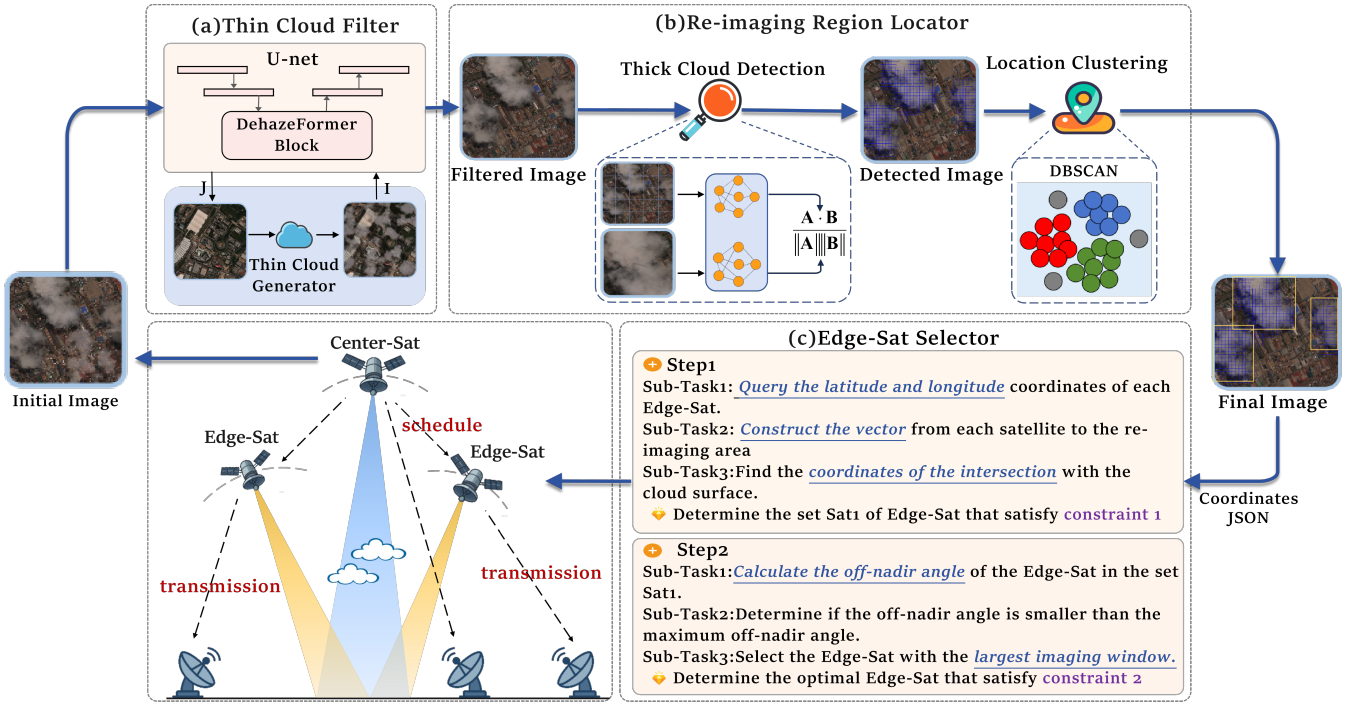 (a)Thin Cloud Filter
U-net
DehazeFormer
Block
J
I
Thin Cloud
Generator
Initial Image
(b)Re-imaging Region Locator
Filtered Image
Thick Cloud Detection
A · B
‖A‖‖B‖
Detected Image
Location Clustering
DBSCAN
Final Image
Coordinates
JSON
(c)Edge-Sat Selector
Step1
Sub-Task1: Query the latitude and longitude coordinates of each
Edge-Sat.
Sub-Task2: Construct the vector from each satellite to the re-
imaging area
Sub-Task3:Find the coordinates of the intersection with the
cloud surface.
Determine the set Sat1 of Edge-Sat that satisfy constraint 1
Step2
Sub-Task1:Calculate the off-nadir angle of the Edge-Sat in the set
Sat1.
Sub-Task2:Determine if the off-nadir angle is smaller than the
maximum off-nadir angle.
Sub-Task3:Select the Edge-Sat with the largest imaging window.
Determine the optimal Edge-Sat that satisfy constraint 2
Center-Sat
schedule
Edge-Sat
Edge-Sat
transmission
transmission